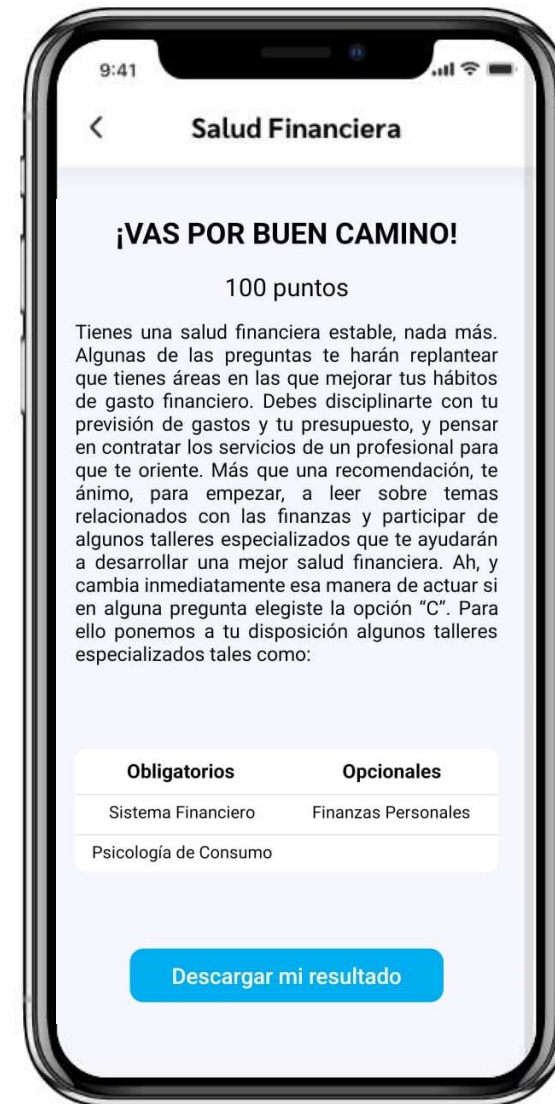 9:41
Salud Financiera
¡VAS POR BUEN CAMINO!
100 puntos
Tienes una salud financiera estable, nada más.
Algunas de las preguntas te harán replantear
que tienes áreas en las que mejorar tus hábitos
de gasto financiero. Debes disciplinarte con tu
previsión de gastos y tu presupuesto, y pensar
en contratar los servicios de un profesional para
que te oriente. Más que una recomendación, te
ánimo, para empezar, a leer sobre temas
relacionados con las finanzas y participar de
algunos talleres especializados que te ayudarán
a desarrollar una mejor salud financiera. Ah, y
cambia inmediatamente esa manera de actuar si
en alguna pregunta elegiste la opción “C”. Para
ello ponemos a tu disposición algunos talleres
especializados tales como:
Obligatorios Opcionales
Sistema Financiero Finanzas Personales
Psicología de Consumo
Descargar mi resultado